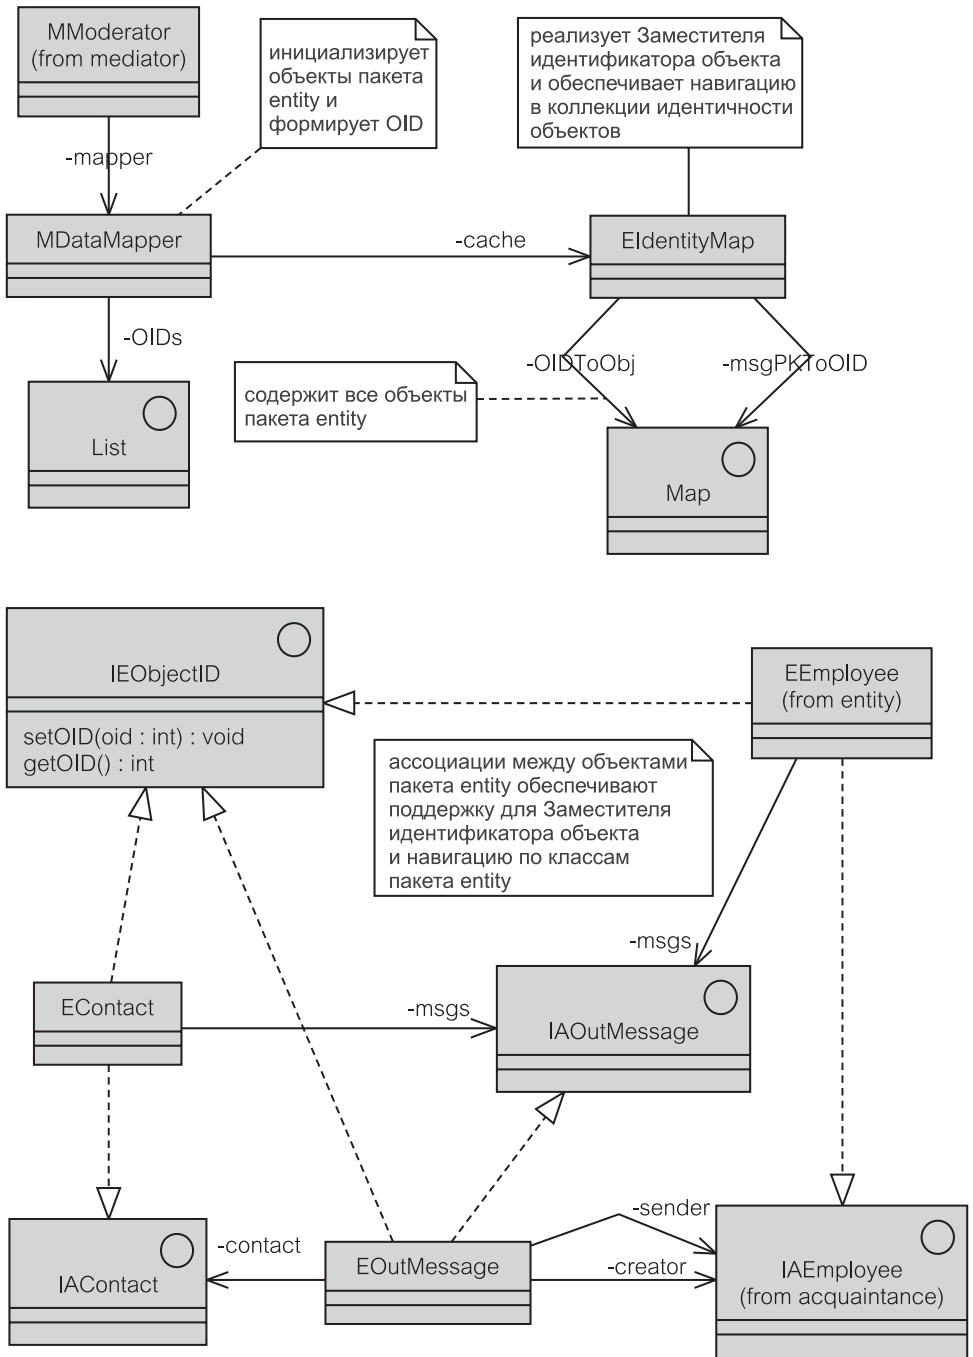 MModerator
(from mediator)
инициализирует
объекты пакета
entity и
формирует OID
реализует Заместителя
идентификатора объекта
и обеспечивает навигацию
в коллекции идентичности
объектов
-mapper
MDataMapper
-cache
EIdentityMap
-OIDs
-OIDToObj
-msgPKToOID
содержит все объекты
пакета entity
List
Map
IEObjectID
setOID(oid : int) : void
getOID() : int
EEmployee
(from entity)
ассоциации между объектами
пакета entity обеспечивают
поддержку для Заместителя
идентификатора объекта
и навигацию по классам
пакета entity
-msgs
EContact
-msgs
IAOutMessage
-sender
-contact
EOutMessage
-creator
IAContact
IAEmployee
(from acquaintance)